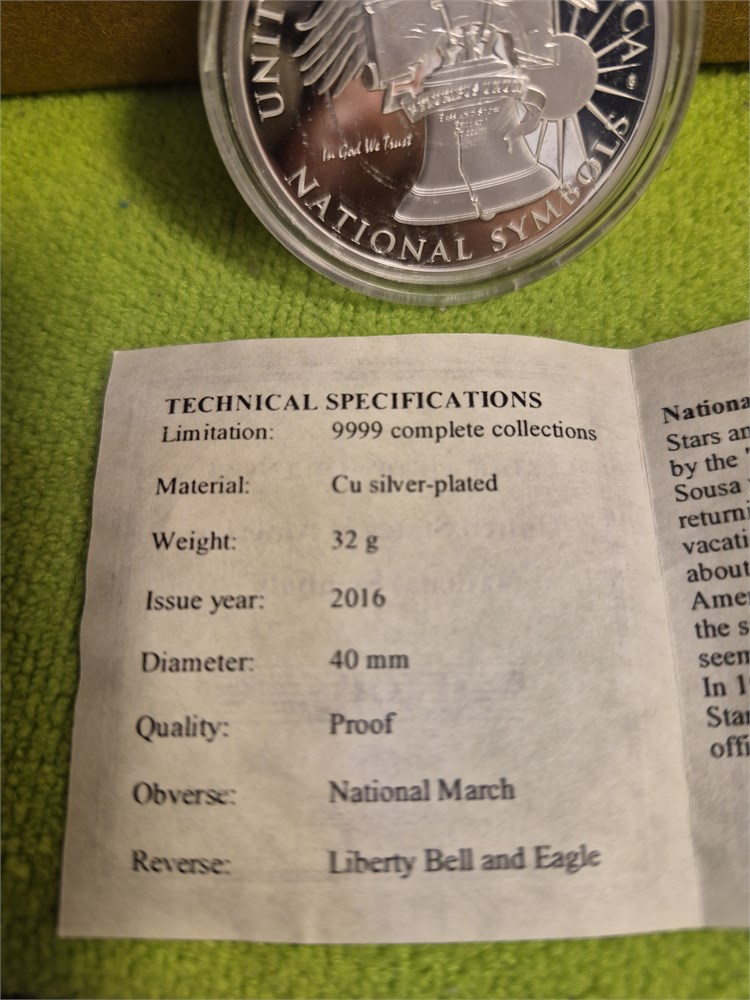 UNIT
ICA
In God We Trust
NATIONAL SYMBOLS
TECHNICAL SPECIFICATIONS
Limitation: 9999 complete collections
Material: Cu silver-plated
Weight: 32 g
Issue year: 2016
Diameter: 40 mm
Quality: Proof
Obverse: National March
Reverse: Liberty Bell and Eagle
Nationa
Stars an
by the "
Sousa
returni
vacati
about
Amer
the s
seem
In 1
Star
offi